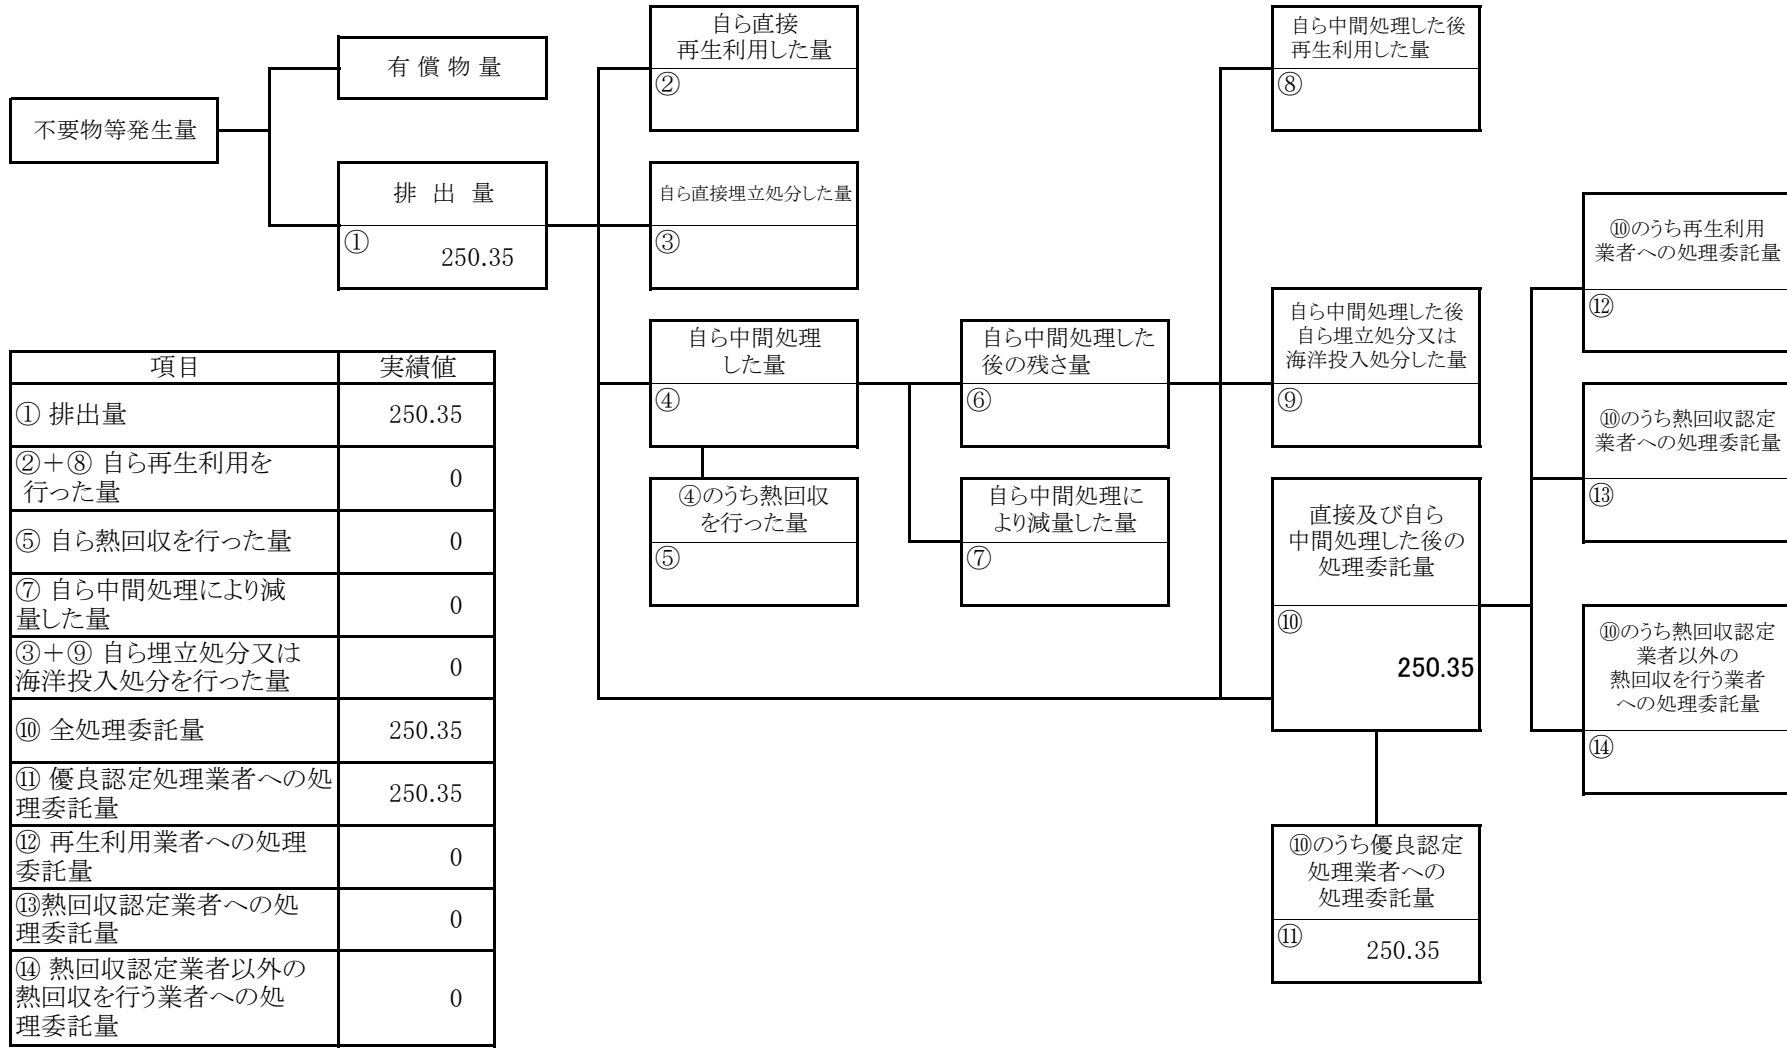 不要物等発生量
有 償 物 量
排 出 量
①
250.35
自ら直接
再生利用した量
②
自ら直接埋立処分した量
③
自ら中間処理
した量
④
④のうち熱回収
を行った量
⑤
自ら中間処理した
後の残さ量
⑥
自ら中間処理に
より減量した量
⑦
自ら中間処理した後
再生利用した量
⑧
自ら中間処理した後
自ら埋立処分又は
海洋投入処分した量
⑨
直接及び自ら
中間処理した後の
処理委託量
⑩
250.35
⑩のうち優良認定
処理業者への
処理委託量
⑪
250.35
⑩のうち再生利用
業者への処理委託量
⑫
⑩のうち熱回収認定
業者への処理委託量
⑬
⑩のうち熱回収認定
業者以外の
熱回収を行う業者
への処理委託量
⑭
項目 実績値
① 排出量 250.35
②+⑧ 自ら再生利用を
行った量 0
⑤ 自ら熱回収を行った量 0
⑦ 自ら中間処理により減
量した量 0
③+⑨ 自ら埋立処分又は
海洋投入処分を行った量 0
⑩ 全処理委託量 250.35
⑪ 優良認定処理業者への処
理委託量 250.35
⑫ 再生利用業者への処理
委託量 0
⑬熱回収認定業者への処
理委託量 0
⑭ 熱回収認定業者以外の
熱回収を行う業者への処
理委託量 0